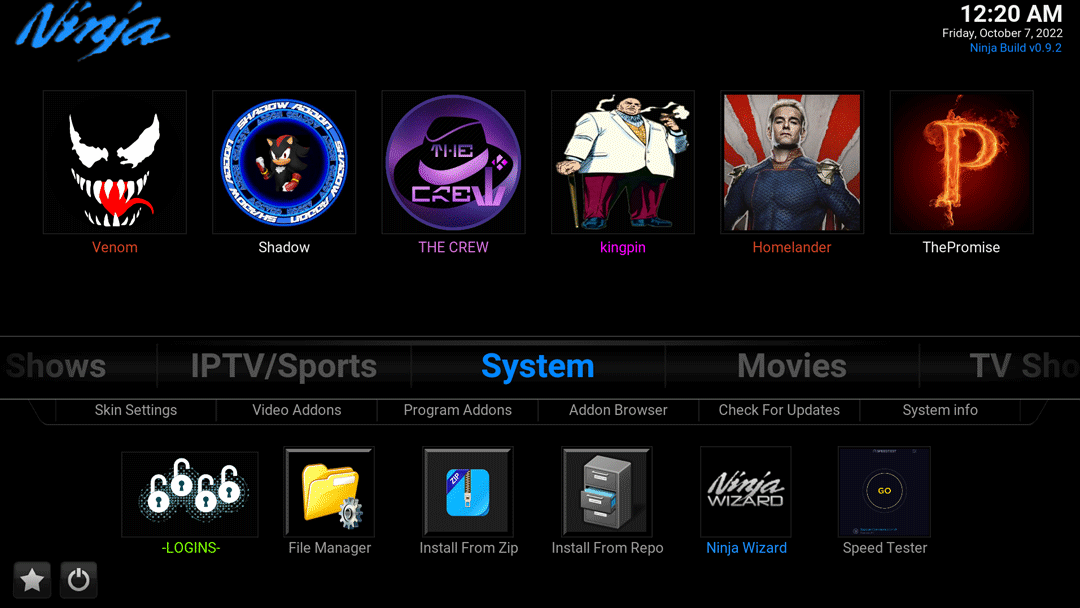 Ninja
12:20 AM
Friday, October 7, 2022
Ninja Build v0.9.2
SHADOW ADDON
SHADOW ADDON
THE
CREW
P
Venom
Shadow
THE CREW
kingpin
Homelander
ThePromise
Shows
IPTV/Sports
System
Movies
TV Sho
Skin Settings
Video Addons
Program Addons
Addon Browser
Check For Updates
System info
ZIP
Ninja
WIZARD
GO
-LOGINS-
File Manager
Install From Zip
Install From Repo
Ninja Wizard
Speed Tester